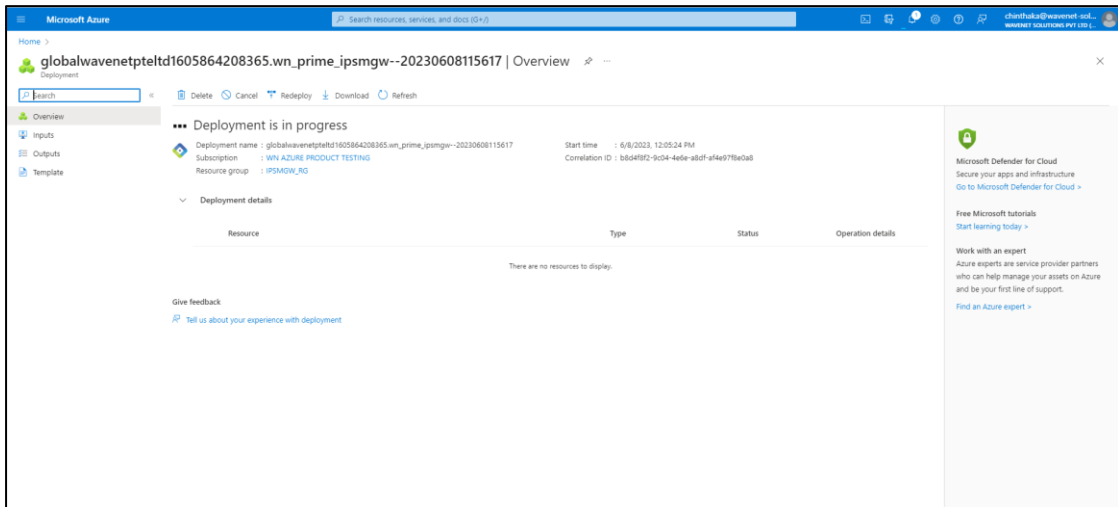 Microsoft Azure
Search resources, services, and docs (G+/)
chinthaka@wavenet-sol...
WAVENET SOLUTIONS PVT LTD (...
Home >
globalwavenetpteltd1605864208365.wn_prime_ipsmgw--20230608115617 | Overview
Deployment
Search
Delete Cancel Redeploy Download Refresh
Overview
Inputs
Outputs
Template
Deployment is in progress
Deployment name : globalwavenetpteltd1605864208365.wn_prime_ipsmgw--20230608115617
Subscription : WN AZURE PRODUCT TESTING
Resource group : IPSMGW_RG
Start time : 6/8/2023, 12:05:24 PM
Correlation ID : b8d4f8f2-9c04-4e6e-a8df-af4e97f8e0a8
Deployment details
Resource Type Status Operation details
There are no resources to display.
Give feedback
Tell us about your experience with deployment
Microsoft Defender for Cloud
Secure your apps and infrastructure
Go to Microsoft Defender for Cloud >
Free Microsoft tutorials
Start learning today >
Work with an expert
Azure experts are service provider partners
who can help manage your assets on Azure
and be your first line of support.
Find an Azure expert >